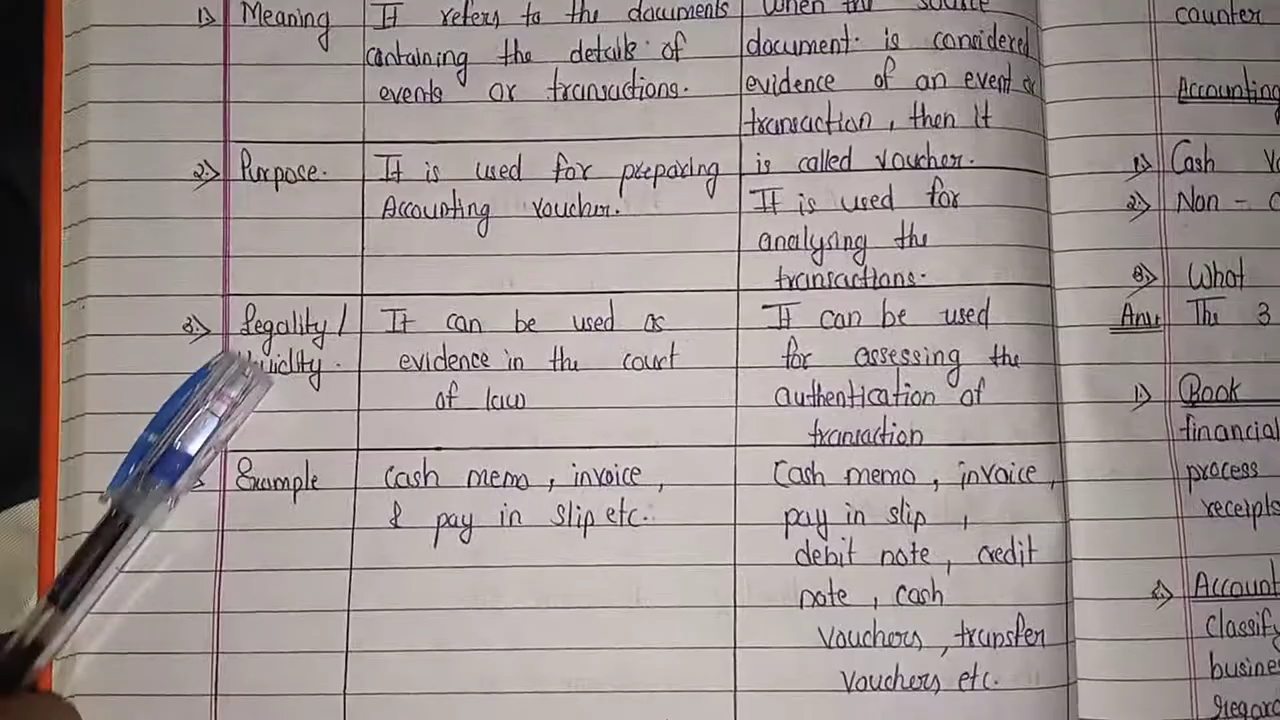 1) Meaning
It refers to the documents
containing the details of
events or transactions.
document is considered
evidence of an event or
transaction, then it
is called voucher.
2) Purpose.
It is used for preparing
Accounting voucher.
It is used for
analysing the
transactions.
3) Legality/
It can be used as
evidence in the court
of law
It can be used
for assessing the
authentication of
transaction
Example
Cash memo, invoice,
& pay in slip etc.
Cash memo, invoice,
pay in slip,
debit note, credit
note, cash
vouchers, transfer
vouchers, etc.
counter
Accounting
1) Cash
2) Non -
8) What
Ans: The 3
1) Book
financial
process
receipts
2) Account
classify